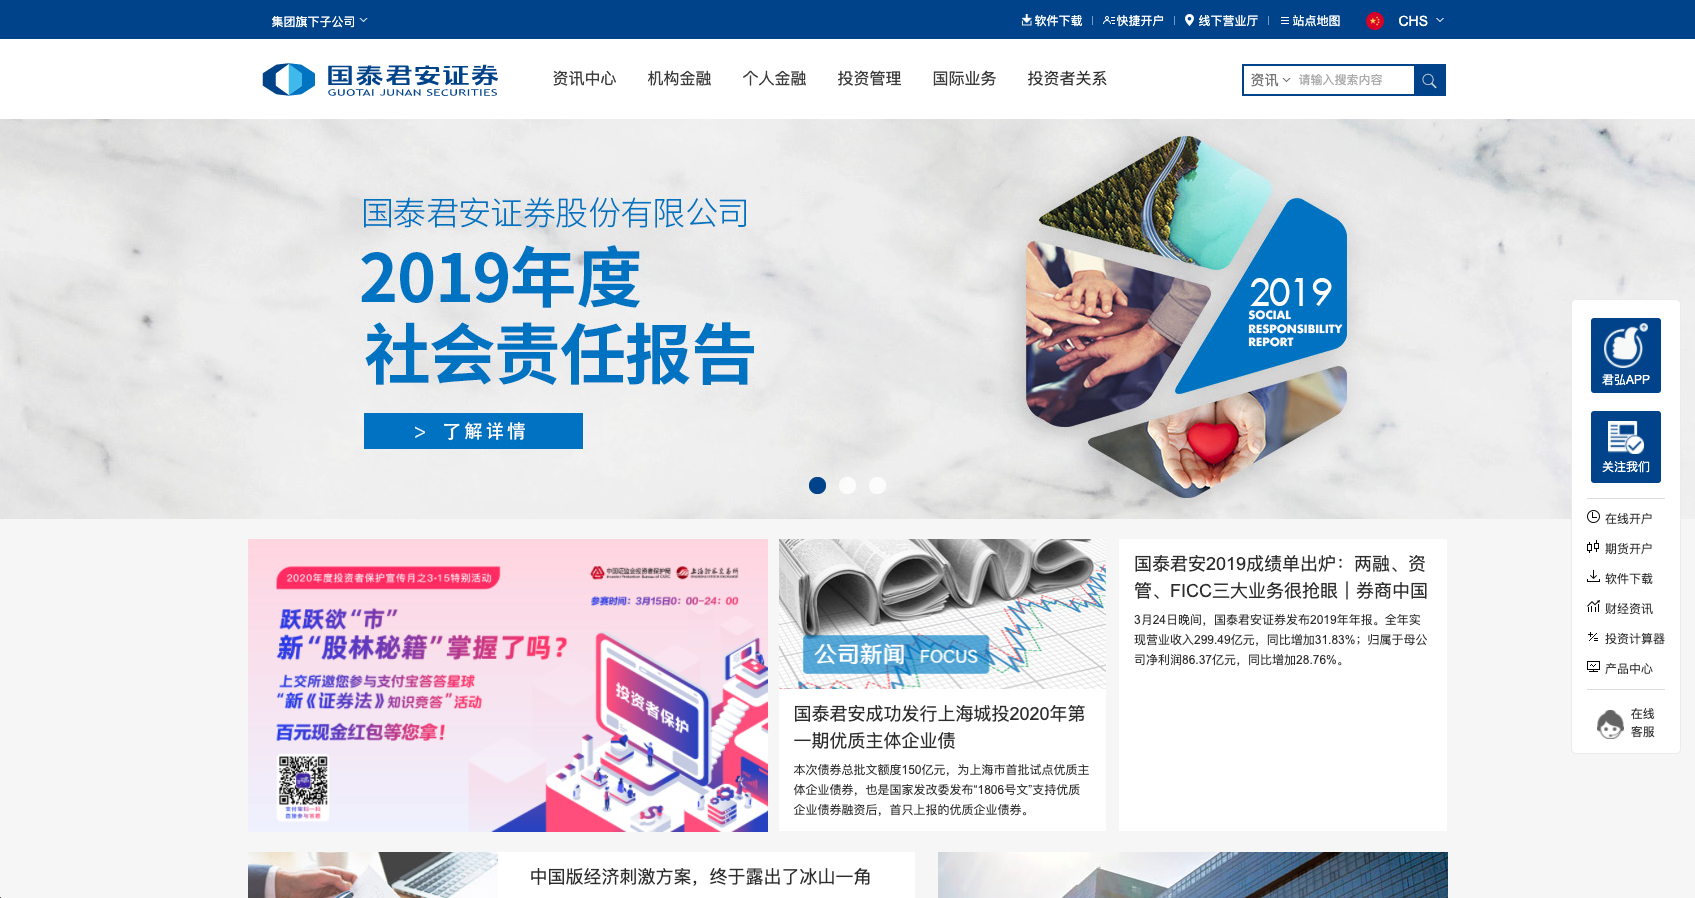 集团旗下子公司
软件下载
快捷开户
线下营业厅
站点地图
CHS
国泰君安证券
GUOTAI JUNAN SECURITIES
资讯中心
机构金融
个人金融
投资管理
国际业务
投资者关系
资讯
请输入搜索内容
国泰君安证券股份有限公司
2019年度
社会责任报告
> 了解详情
2019
SOCIAL
RESPONSIBILITY
REPORT
君弘APP
关注我们
在线开户
期货开户
软件下载
财经资讯
投资计算器
产品中心
在线
客服
2020年度投资者保护宣传月之3·15特别活动
中国证监会投资者保护局
上海证券交易所
参赛时间：3月15日0：00-24：00
跃跃欲“市”
新“股林秘籍”掌握了吗？
上交所邀您参与支付宝答答星球
“新《证券法》知识竞答”活动
百元现金红包等您拿！
投资者保护
公司新闻 FOCUS
国泰君安成功发行上海城投2020年第
一期优质主体企业债
本次债券总批文额度150亿元，为上海市首批试点优质主
体企业债券，也是国家发改委发布“1806号文”支持优质
企业债券融资后，首只上报的优质企业债券。
国泰君安2019成绩单出炉：两融、资
管、FICC三大业务很抢眼｜券商中国
3月24日晚间，国泰君安证券发布2019年年报。全年实
现营业收入299.49亿元，同比增加31.83%；归属于母公
司净利润86.37亿元，同比增加28.76%。
中国版经济刺激方案，终于露出了冰山一角